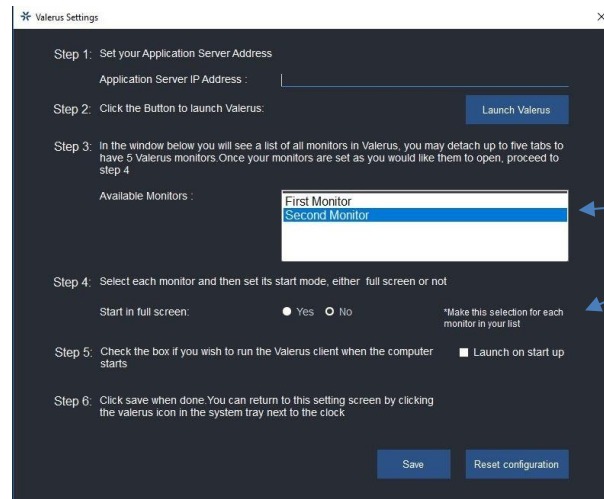 Valerus Settings
Step 1: Set your Application Server Address
Application Server IP Address :
Step 2: Click the Button to launch Valerus:
Launch Valerus
Step 3: In the window below you will see a list of all monitors in Valerus, you may detach up to five tabs to
have 5 Valerus monitors.Once your monitors are set as you would like them to open, proceed to
step 4
Available Monitors :
First Monitor
Second Monitor
Step 4: Select each monitor and then set its start mode, either full screen or not
Start in full screen: Yes No
*Make this selection for each
monitor in your list
Step 5: Check the box if you wish to run the Valerus client when the computer
starts
Launch on start up
Step 6: Click save when done.You can return to this setting screen by clicking
the valerus icon in the system tray next to the clock
Save
Reset configuration